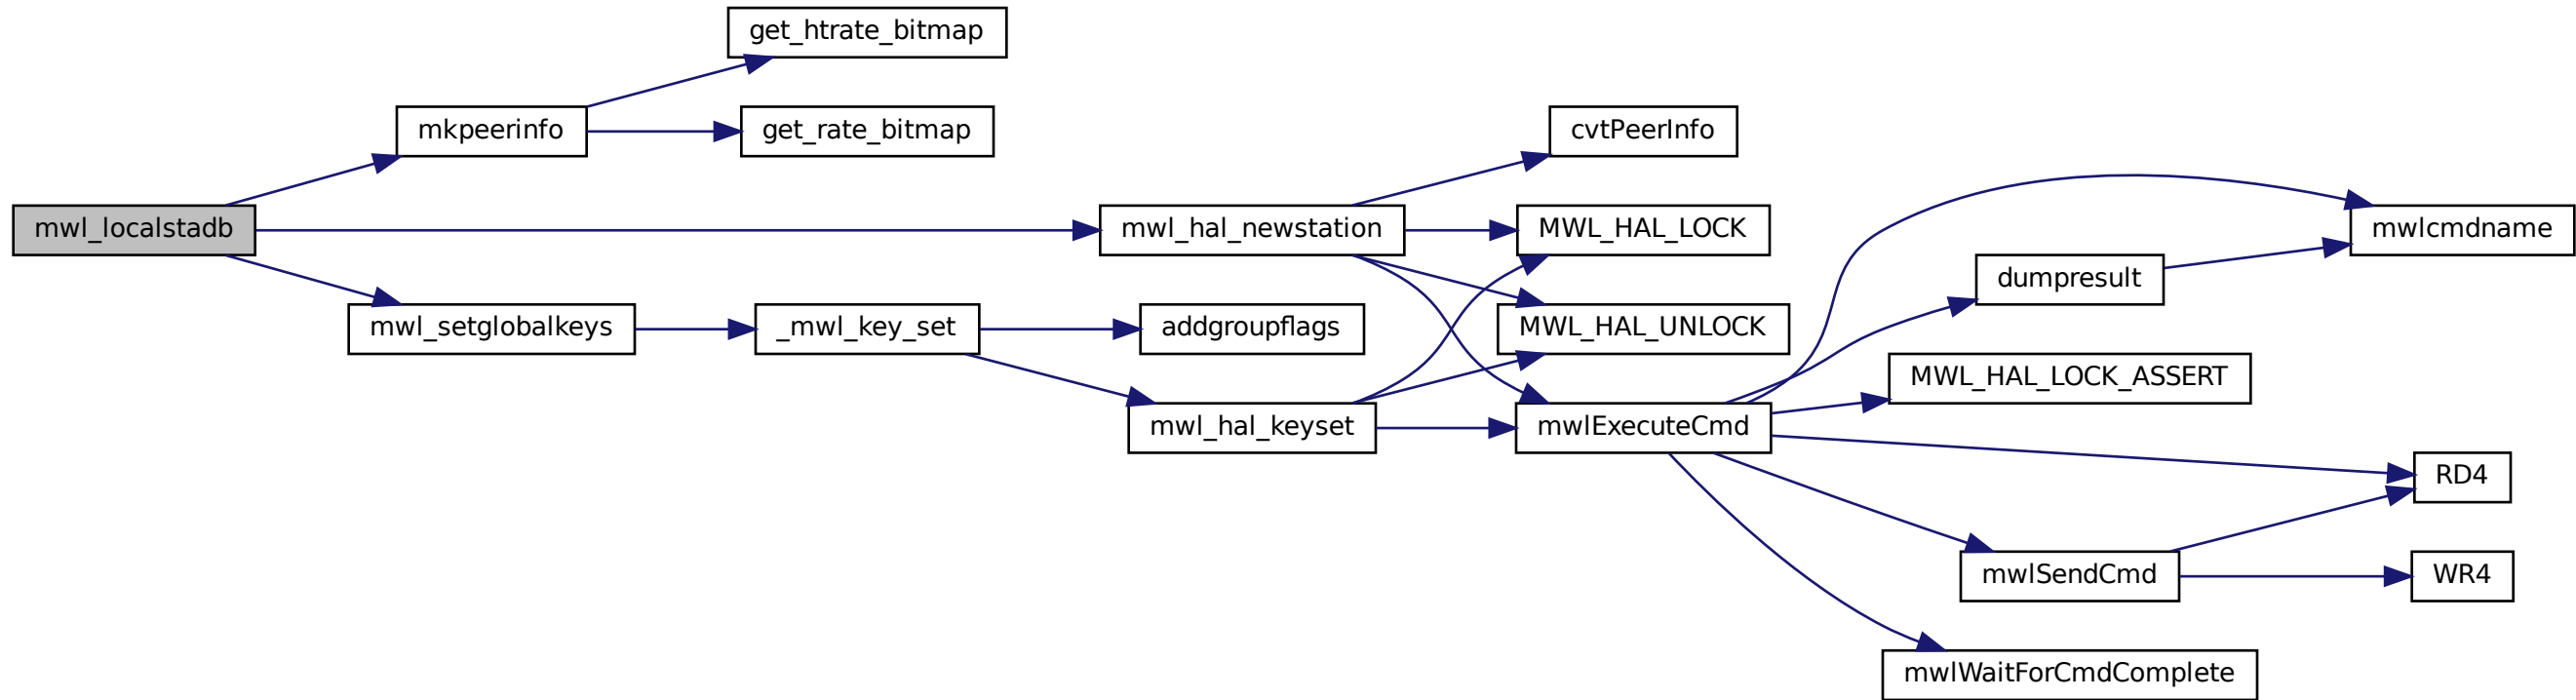 get_htrate_bitmap
mkpeerinfo
get_rate_bitmap
cvtPeerInfo
mwl_localstadb
mwl_hal_newstation
MWL_HAL_LOCK
mwlcmdname
dumpresult
mwl_setglobalkeys
_mwl_key_set
addgroupflags
MWL_HAL_UNLOCK
MWL_HAL_LOCK_ASSERT
mwl_hal_keyset
mwlExecuteCmd
RD4
mwlSendCmd
WR4
mwlWaitForCmdComplete